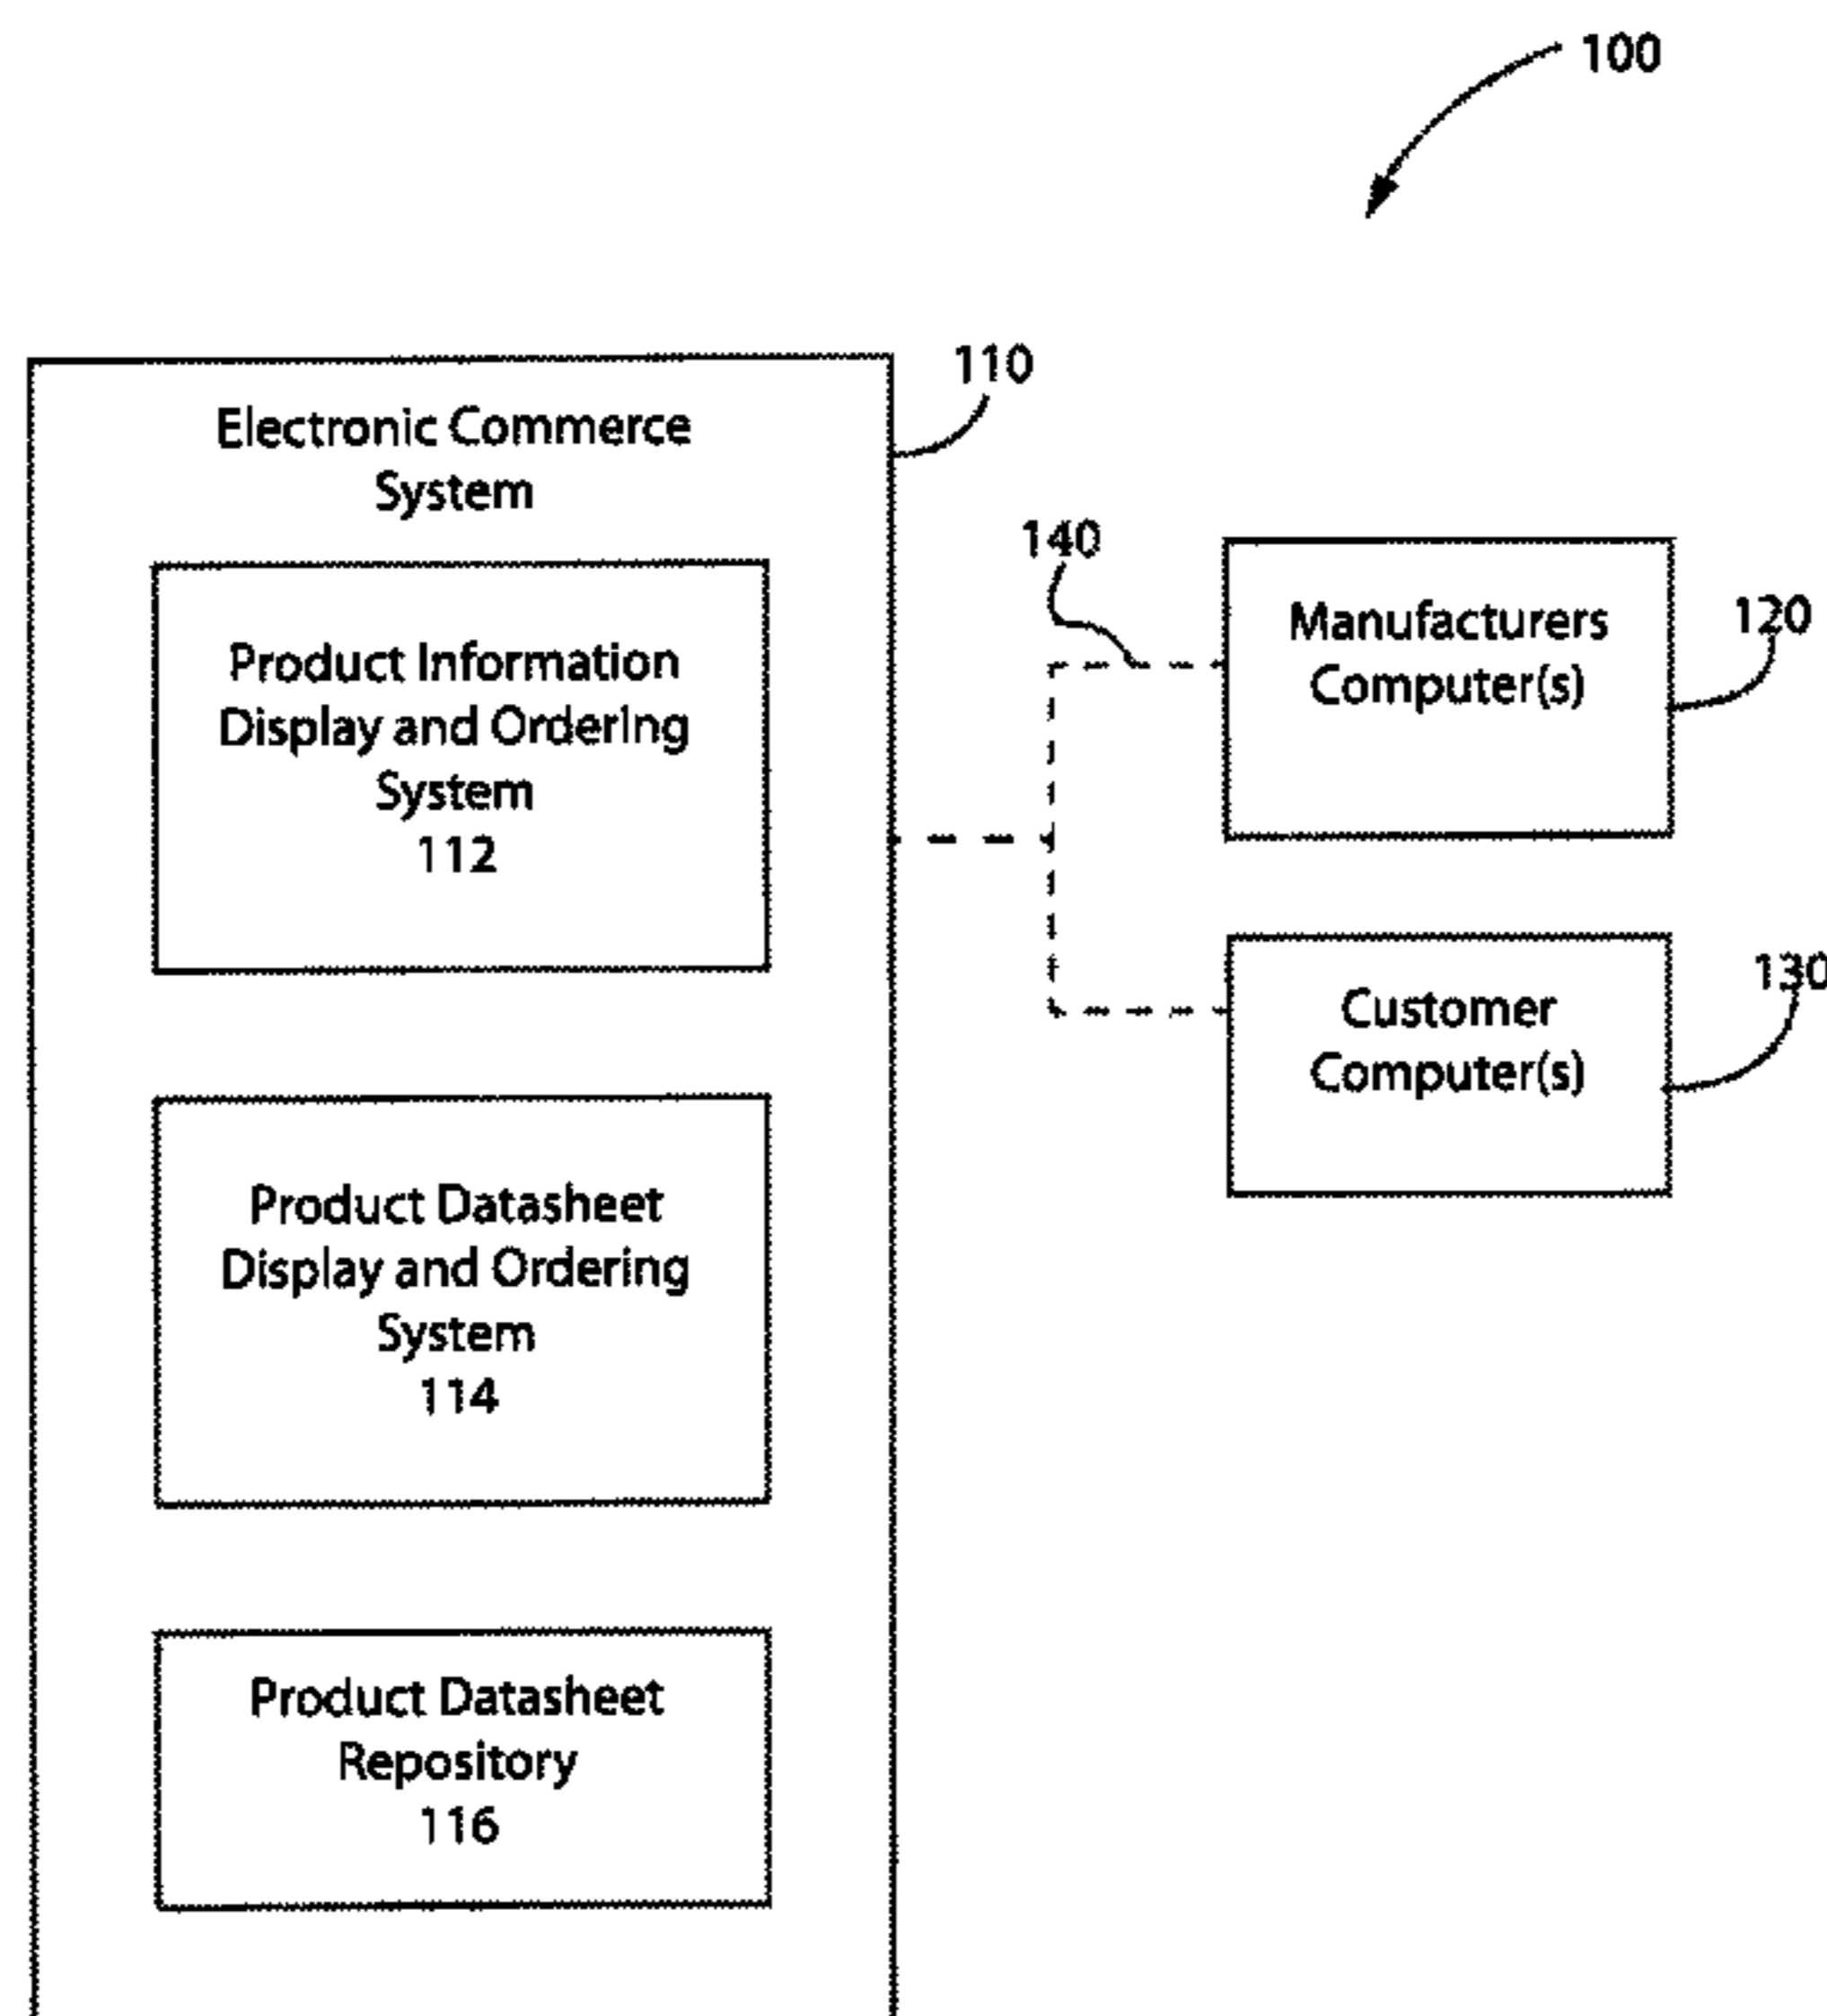 100
110
Electronic Commerce
System
Product Information
Display and Ordering
System
112
Product Datasheet
Display and Ordering
System
114
Product Datasheet
Repository
116
140
Manufacturers
Computer(s)
120
Customer
Computer(s)
130